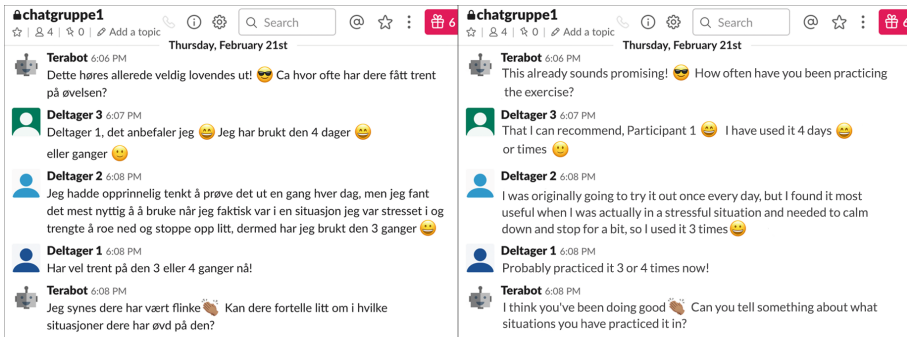 achatgruppe1
Search
6
4 | 0 | Add a topic
Thursday, February 21st
Terabot 6:06 PM
Dette høres allerede veldig lovendes ut! 😎 Ca hvor ofte har dere fått trent
på øvelsen?
Deltager 3 6:07 PM
Deltager 1, det anbefaler jeg 😄 Jeg har brukt den 4 dager 😄
eller ganger 🙂
Deltager 2 6:08 PM
Jeg hadde opprinnelig tenkt å prøve det ut en gang hver dag, men jeg fant
det mest nyttig å å bruke når jeg faktisk var i en situasjon jeg var stresset i og
trengte å roe ned og stoppe opp litt, dermed har jeg brukt den 3 ganger 😀
Deltager 1 6:08 PM
Har vel trent på den 3 eller 4 ganger nå!
Terabot 6:08 PM
Jeg synes dere har vært flinke 👏🏽 Kan dere fortelle litt om i hvilke
situasjoner dere har øvd på den?
achatgruppe1
Search
6
4 | 0 | Add a topic
Thursday, February 21st
Terabot 6:06 PM
This already sounds promising! 😎 How often have you been practicing
the exercise?
Deltager 3 6:07 PM
That I can recommend, Participant 1 😄 I have used it 4 days 😄
or times 🙂
Deltager 2 6:08 PM
I was originally going to try it out once every day, but I found it most
useful when I was actually in a stressful situation and needed to calm
down and stop for a bit, so I used it 3 times 😀
Deltager 1 6:08 PM
Probably practiced it 3 or 4 times now!
Terabot 6:08 PM
I think you've been doing good 👏🏽 Can you tell something about what
situations you have practiced it in?